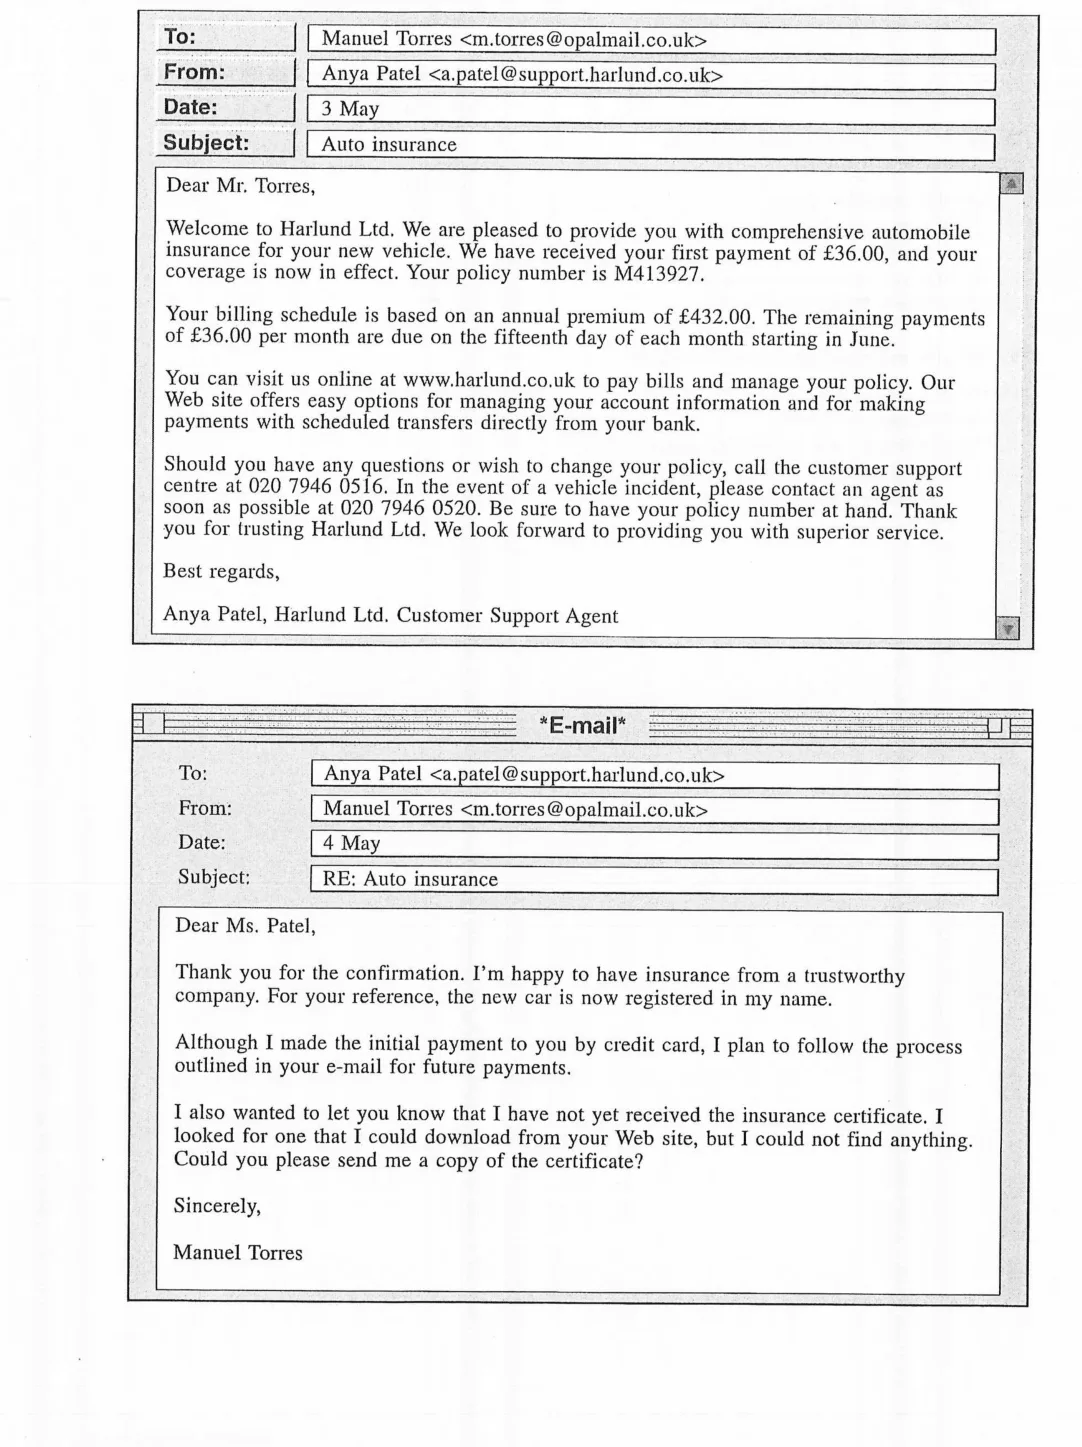 To: Manuel Torres <m.torres@opalmail.co.uk>
From: Anya Patel <a.patel@support.harlund.co.uk>
Date: 3 May
Subject: Auto insurance
Dear Mr. Torres,
Welcome to Harlund Ltd. We are pleased to provide you with comprehensive automobile
insurance for your new vehicle. We have received your first payment of £36.00, and your
coverage is now in effect. Your policy number is M413927.
Your billing schedule is based on an annual premium of £432.00. The remaining payments
of £36.00 per month are due on the fifteenth day of each month starting in June.
You can visit us online at www.harlund.co.uk to pay bills and manage your policy. Our
Web site offers easy options for managing your account information and for making
payments with scheduled transfers directly from your bank.
Should you have any questions or wish to change your policy, call the customer support
centre at 020 7946 0516. In the event of a vehicle incident, please contact an agent as
soon as possible at 020 7946 0520. Be sure to have your policy number at hand. Thank
you for trusting Harlund Ltd. We look forward to providing you with superior service.
Best regards,
Anya Patel, Harlund Ltd. Customer Support Agent
*E-mail*
To: Anya Patel <a.patel@support.harlund.co.uk>
From: Manuel Torres <m.torres@opalmail.co.uk>
Date: 4 May
Subject: RE: Auto insurance
Dear Ms. Patel,
Thank you for the confirmation. I'm happy to have insurance from a trustworthy
company. For your reference, the new car is now registered in my name.
Although I made the initial payment to you by credit card, I plan to follow the process
outlined in your e-mail for future payments.
I also wanted to let you know that I have not yet received the insurance certificate. I
looked for one that I could download from your Web site, but I could not find anything.
Could you please send me a copy of the certificate?
Sincerely,
Manuel Torres